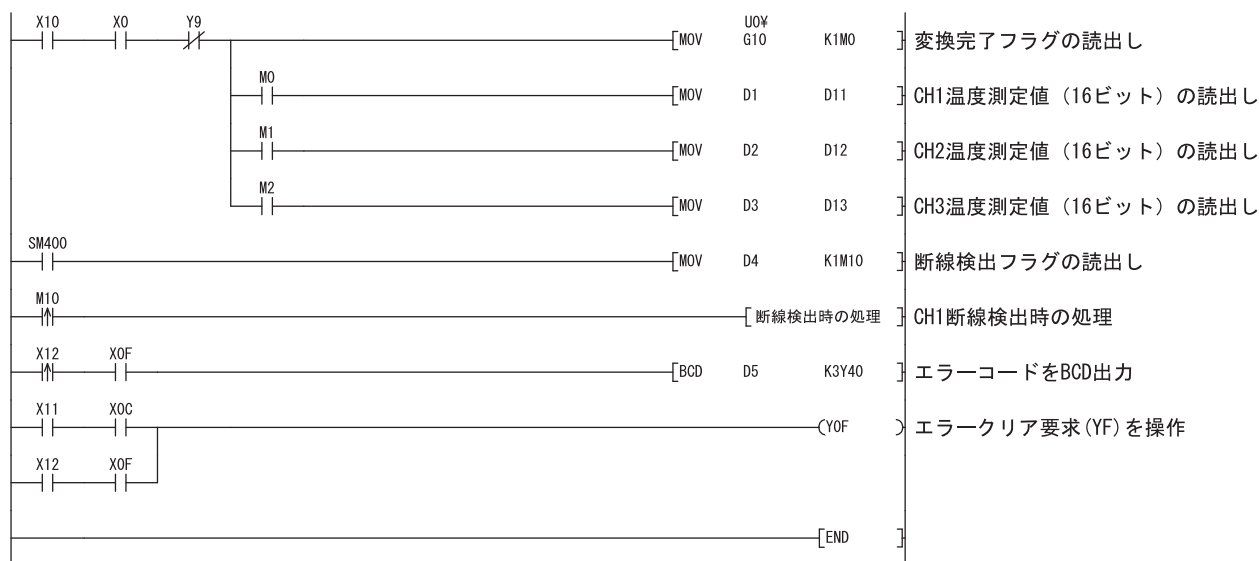 X10 X0 Y9 [MOV U0¥G10 K1M0 ] 変換完了フラグの読出し
M0 [MOV D1 D11 ] CH1温度測定値（16ビット）の読出し
M1 [MOV D2 D12 ] CH2温度測定値（16ビット）の読出し
M2 [MOV D3 D13 ] CH3温度測定値（16ビット）の読出し
SM400 [MOV D4 K1M10 ] 断線検出フラグの読出し
M10 [断線検出時の処理 ] CH1断線検出時の処理
X12 X0F [BCD D5 K3Y40 ] エラーコードをBCD出力
X11 X0C (Y0F ) エラークリア要求(YF)を操作
X12 X0F
[END ]